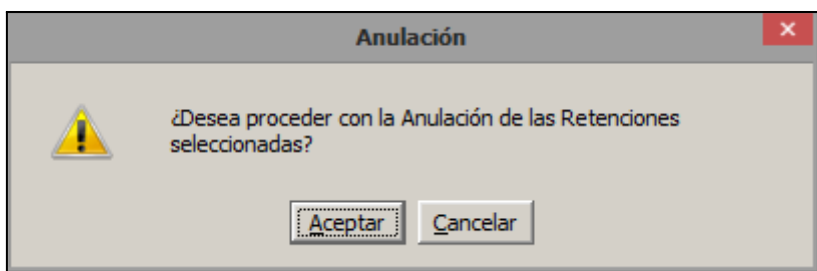 Anulación
¿Desea proceder con la Anulación de las Retenciones
seleccionadas?
Aceptar
Cancelar